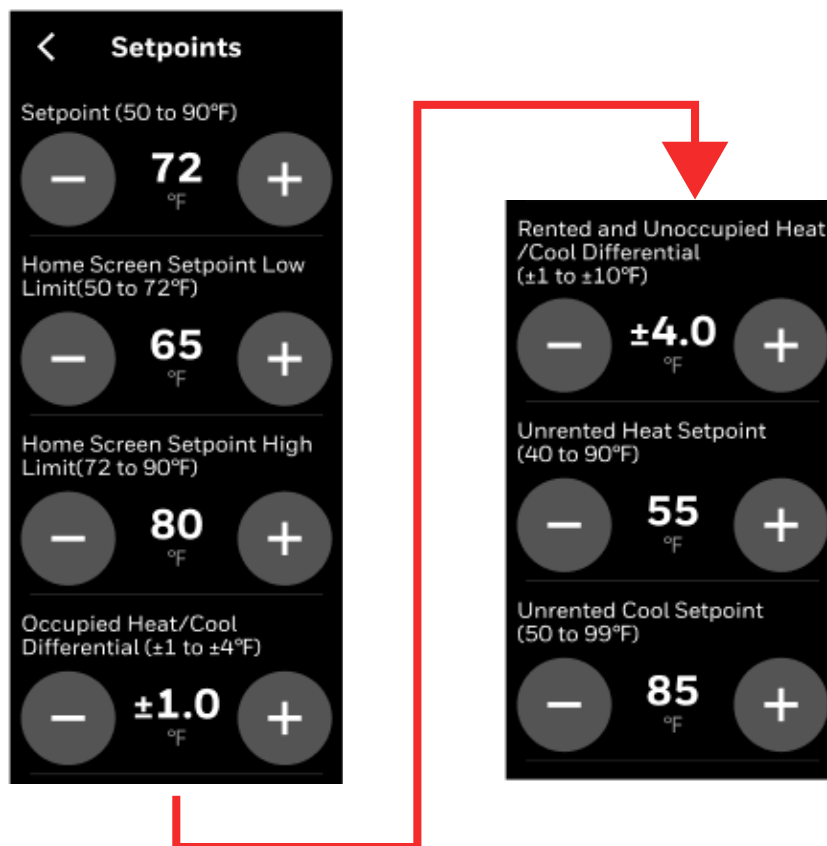 Setpoints
Setpoint (50 to 90°F)
− 72 +
°F
Home Screen Setpoint Low
Limit(50 to 72°F)
− 65 +
°F
Home Screen Setpoint High
Limit(72 to 90°F)
− 80 +
°F
Occupied Heat/Cool
Differential (±1 to ±4°F)
− ±1.0 +
°F
Rented and Unoccupied Heat
/Cool Differential
(±1 to ±10°F)
− ±4.0 +
°F
Unrented Heat Setpoint
(40 to 90°F)
− 55 +
°F
Unrented Cool Setpoint
(50 to 99°F)
− 85 +
°F